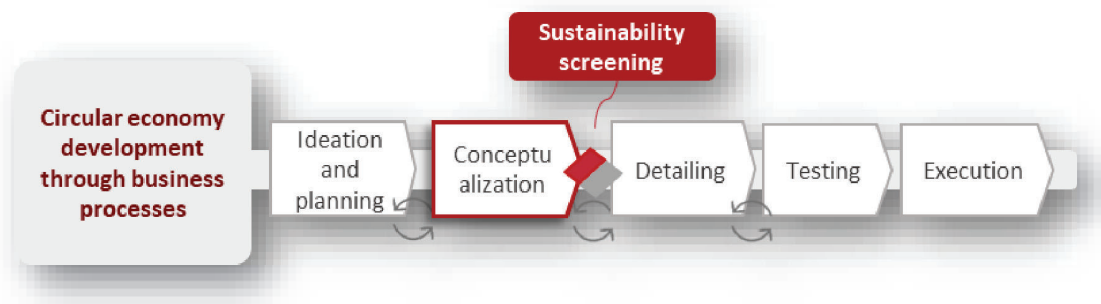 Sustainability
screening
Circular economy
development
through business
processes
Ideation
and
planning
Conceptu
alization
Detailing
Testing
Execution